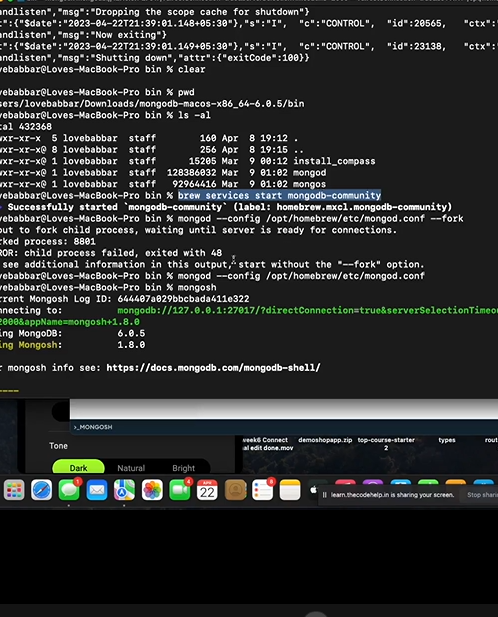 andlisten","msg":"Dropping the scope cache for shutdown"}
t":{"$date":"2023-04-22T21:39:01.148+05:30"},"s":"I", "c":"CONTROL", "id":20565, "ctx":
andlisten","msg":"Now exiting"}
t":{"$date":"2023-04-22T21:39:01.149+05:30"},"s":"I", "c":"CONTROL", "id":23138, "ctx":"
andlisten","msg":"Shutting down","attr":{"exitCode":100}}
vebabbar@Loves-MacBook-Pro bin % clear
vebabbar@Loves-MacBook-Pro bin % pwd
sers/lovebabbar/Downloads/mongodb-macos-x86_64-6.0.5/bin
vebabbar@Loves-MacBook-Pro bin % ls -al
tal 432368
wxr-xr-x 5 lovebabbar staff 160 Apr 8 19:12 .
wxr-xr-x@ 8 lovebabbar staff 256 Apr 8 19:15 ..
wxr-xr-x@ 1 lovebabbar staff 15205 Mar 9 00:12 install_compass
wxr-xr-x@ 1 lovebabbar staff 128386032 Mar 9 01:02 mongod
wxr-xr-x@ 1 lovebabbar staff 92964416 Mar 9 01:02 mongos
vebabbar@Loves-MacBook-Pro bin % brew services start mongodb-community
Successfully started `mongodb-community` (label: homebrew.mxcl.mongodb-community)
vebabbar@Loves-MacBook-Pro bin % mongod --config /opt/homebrew/etc/mongod.conf --fork
out to fork child process, waiting until server is ready for connections.
rked process: 8801
ROR: child process failed, exited with 48
see additional information in this output, start without the "--fork" option.
vebabbar@Loves-MacBook-Pro bin % mongod --config /opt/homebrew/etc/mongod.conf
vebabbar@Loves-MacBook-Pro bin % mongosh
rrent Mongosh Log ID: 644407a029bbcbada411e322
nnecting to: mongodb://127.0.0.1:27017/?directConnection=true&serverSelectionTimeou
2000&appName=mongosh+1.8.0
ing MongoDB: 6.0.5
ing Mongosh: 1.8.0
r mongosh info see: https://docs.mongodb.com/mongodb-shell/
----
>_MONGOSH
Tone
Dark Natural Bright
week6 Connect demoshopapp.zip top-course-starter types rout
al edit done.mov 2
1
4
APR
22
8
learn.thecodehelp.in is sharing your screen. Stop shari